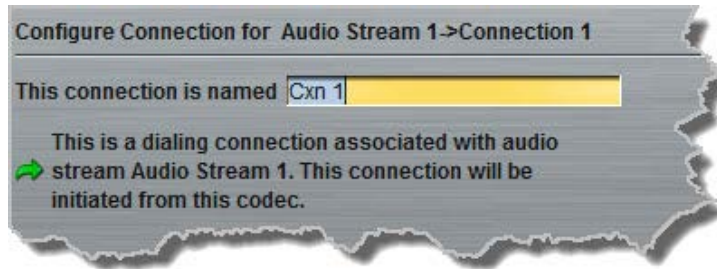 Configure Connection for Audio Stream 1->Connection 1
This connection is named Cxn 1
This is a dialing connection associated with audio
stream Audio Stream 1. This connection will be
initiated from this codec.